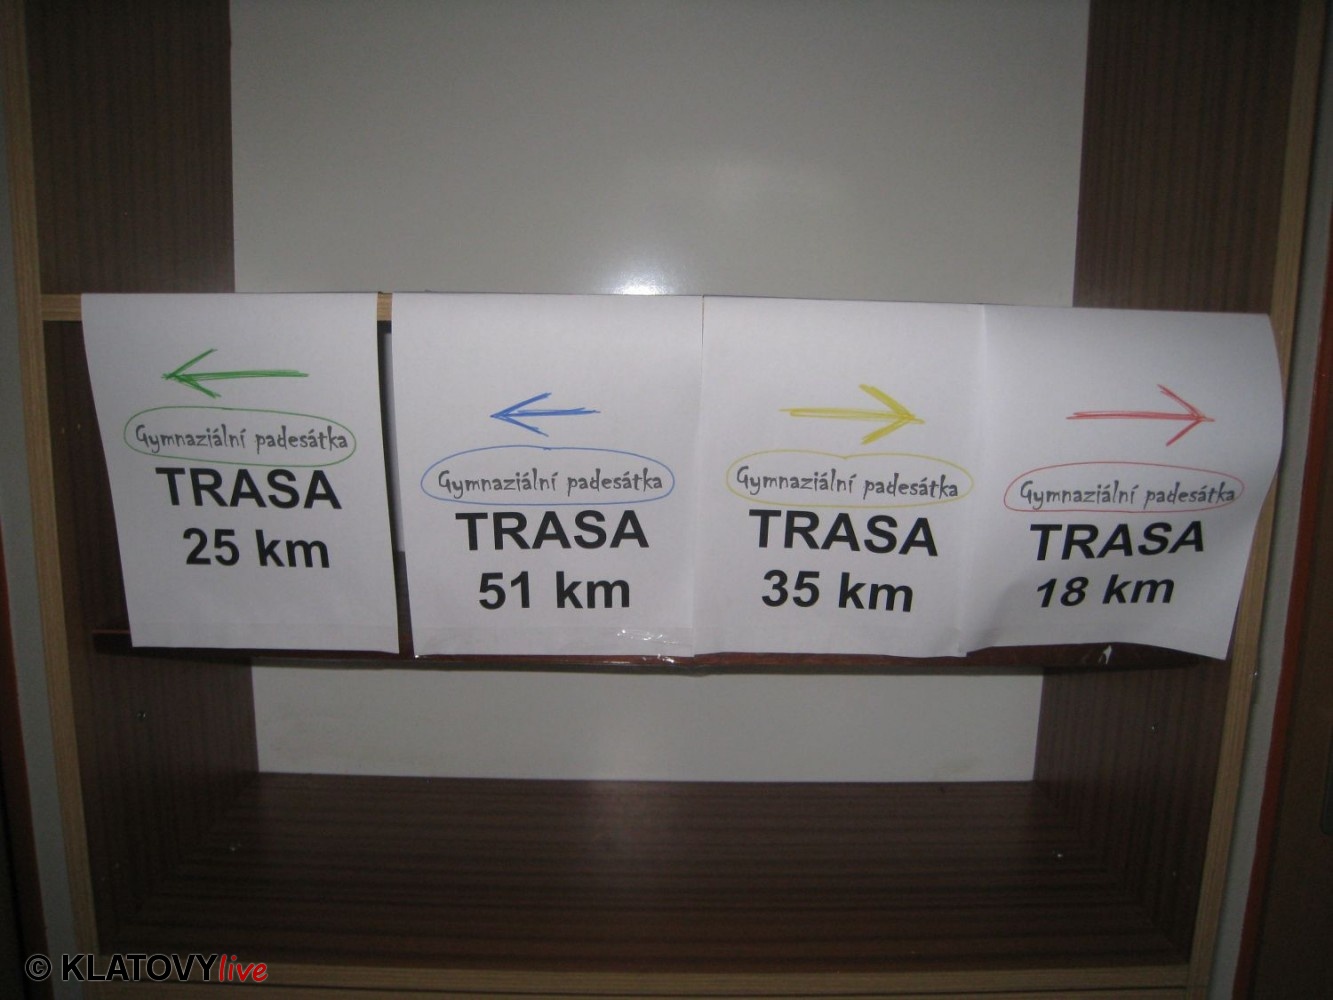 Gymnaziální padesátka
TRASA
25 km
Gymnaziální padesátka
TRASA
51 km
Gymnaziální padesátka
TRASA
35 km
Gymnaziální padesátka
TRASA
18 km
© KLATOVYlive